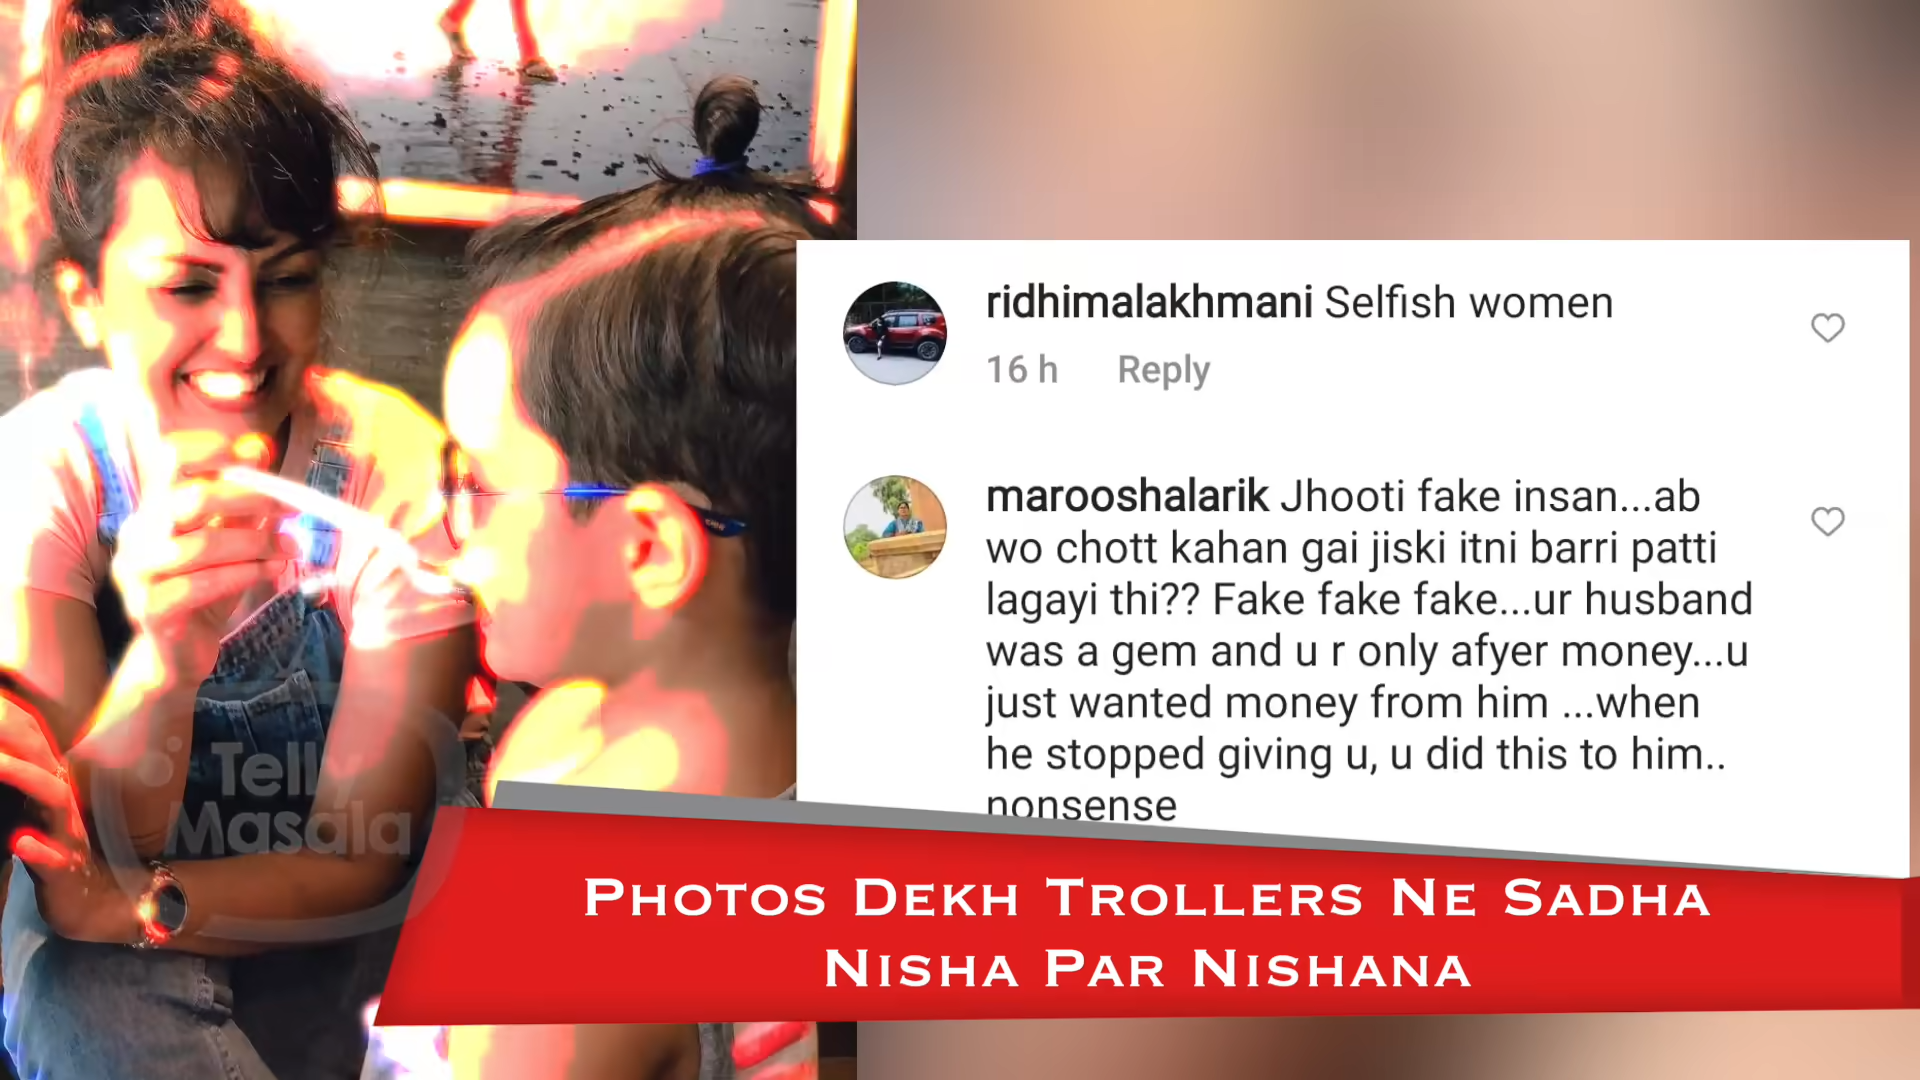 ridhimalakhmani Selfish women
16 h Reply
marooshalarik Jhooti fake insan...ab
wo chott kahan gai jiski itni barri patti
lagayi thi?? Fake fake fake...ur husband
was a gem and u r only afyer money...u
just wanted money from him ...when
he stopped giving u, u did this to him..
nonsense
Telly
Masala
PHOTOS DEKH TROLLERS NE SADHA
NISHA PAR NISHANA